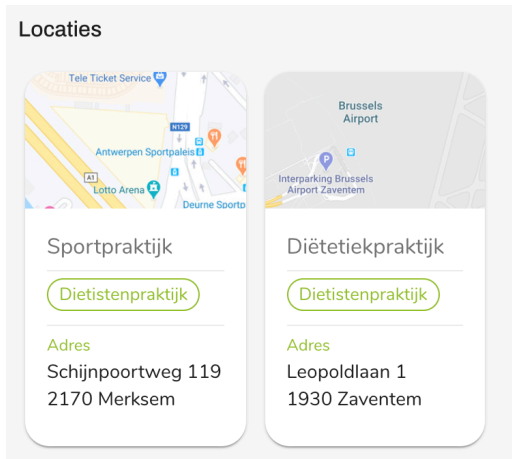 Locaties
Tele Ticket Service
N129
Antwerpen Sportpaleis
A1
Lotto Arena
Deurne Sportp
Sportpraktijk
Dietistenpraktijk
Adres
Schijnpoortweg 119
2170 Merksem
Brussels
Airport
P
Interparking Brussels
Airport Zaventem
Diëtetiekpraktijk
Dietistenpraktijk
Adres
Leopoldlaan 1
1930 Zaventem